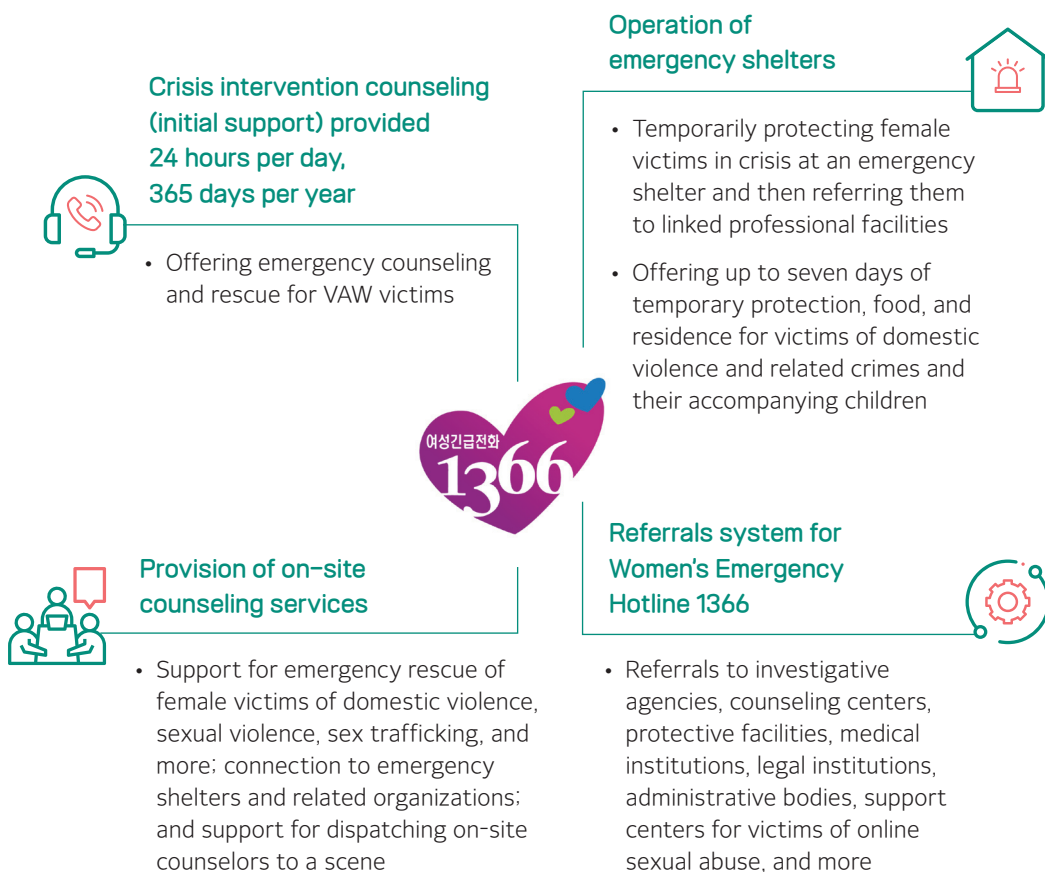 Crisis intervention counseling
(initial support) provided
24 hours per day,
365 days per year
• Offering emergency counseling
and rescue for VAW victims
Operation of
emergency shelters
• Temporarily protecting female
victims in crisis at an emergency
shelter and then referring them
to linked professional facilities
• Offering up to seven days of
temporary protection, food, and
residence for victims of domestic
violence and related crimes and
their accompanying children
여성긴급전화
1366
Provision of on-site
counseling services
• Support for emergency rescue of
female victims of domestic violence,
sexual violence, sex trafficking, and
more; connection to emergency
shelters and related organizations;
and support for dispatching on-site
counselors to a scene
Referrals system for
Women's Emergency
Hotline 1366
• Referrals to investigative
agencies, counseling centers,
protective facilities, medical
institutions, legal institutions,
administrative bodies, support
centers for victims of online
sexual abuse, and more